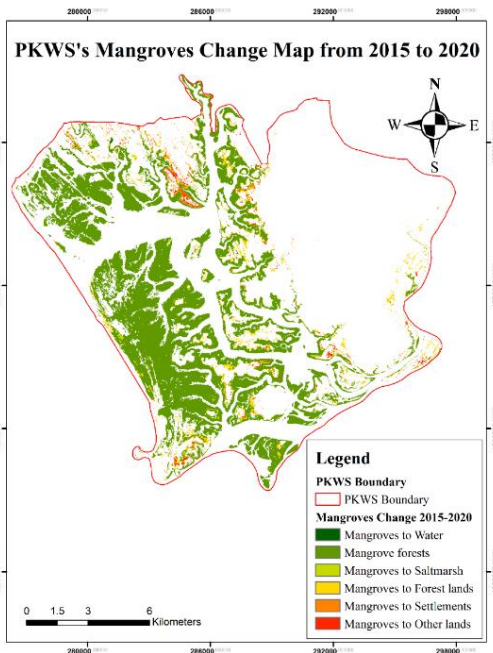 280000 286000 292000 298000
PKWS's Mangroves Change Map from 2015 to 2020
N
W E
S
Legend
PKWS Boundary
PKWS Boundary
Mangroves Change 2015-2020
Mangroves to Water
Mangrove forests
Mangroves to Saltmarsh
Mangroves to Forest lands
Mangroves to Settlements
Mangroves to Other lands
0 1.5 3 6
Kilometers
280000 286000 292000 298000